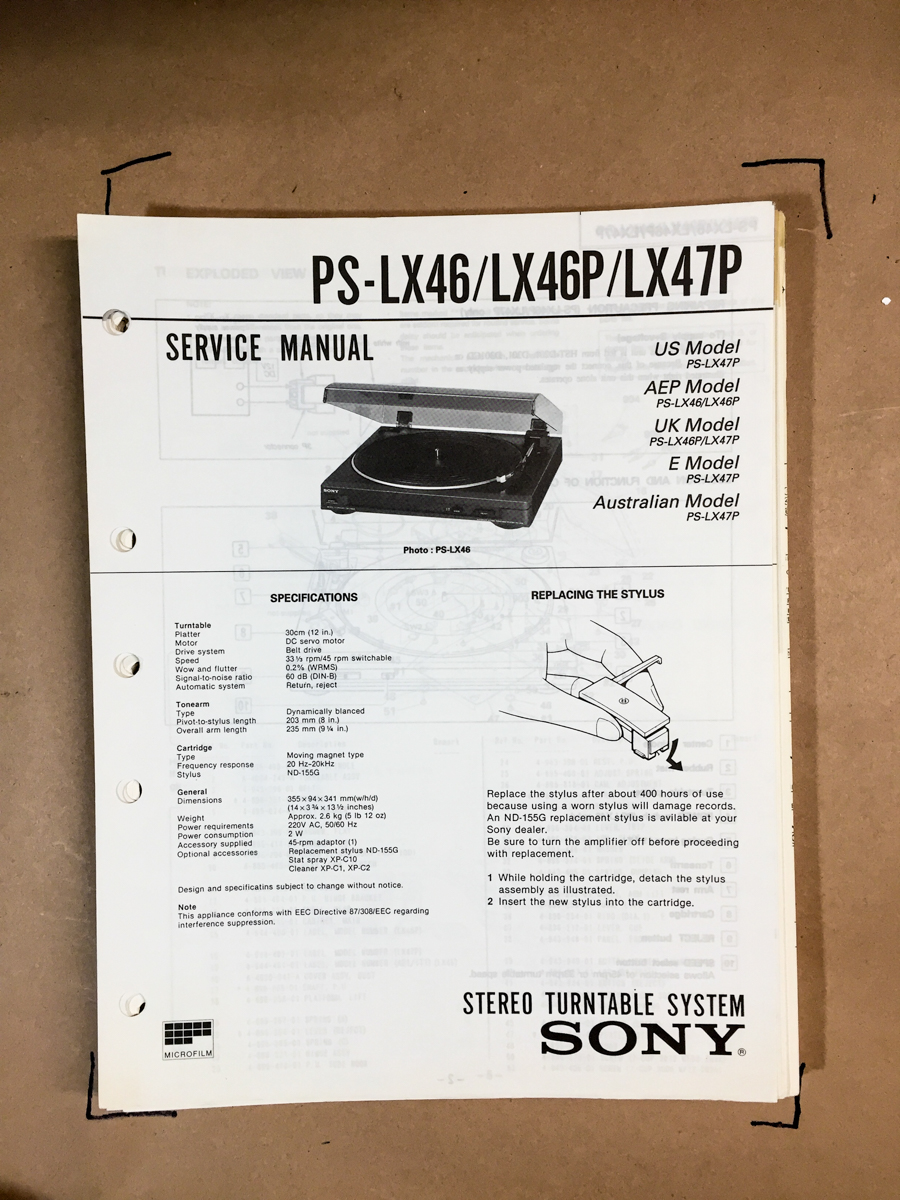 PS-LX46/LX46P/LX47P
SERVICE MANUAL
US Model
PS-LX47P
AEP Model
PS-LX46/LX46P
UK Model
PS-LX46P/LX47P
E Model
PS-LX47P
Australian Model
PS-LX47P
SONY
Photo : PS-LX46
SPECIFICATIONS
Turntable
Platter 30cm (12 in.)
Motor DC servo motor
Drive system Belt drive
Speed 33 ⅓ rpm/45 rpm switchable
Wow and flutter 0.2% (WRMS)
Signal-to-noise ratio 60 dB (DIN-B)
Automatic system Return, reject
Tonearm
Type Dynamically blanced
Pivot-to-stylus length 203 mm (8 in.)
Overall arm length 235 mm (9 ¼ in.)
Cartridge
Type Moving magnet type
Frequency response 20 Hz-20kHz
Stylus ND-155G
General
Dimensions 355 × 94 × 341 mm(w/h/d)
(14 × 3 ¾ × 13 ½ inches)
Weight Approx. 2.6 kg (5 lb 12 oz)
Power requirements 220V AC, 50/60 Hz
Power consumption 2 W
Accessory supplied 45-rpm adaptor (1)
Optional accessories Replacement stylus ND-155G
Stat spray XP-C10
Cleaner XP-C1, XP-C2
Design and specificatins subject to change without notice.
Note
This appliance conforms with EEC Directive 87/308/EEC regarding
interference suppression.
REPLACING THE STYLUS
Replace the stylus after about 400 hours of use
because using a worn stylus will damage records.
An ND-155G replacement stylus is avilable at your
Sony dealer.
Be sure to turn the amplifier off before proceeding
with replacement.
1 While holding the cartridge, detach the stylus
assembly as illustrated.
2 Insert the new stylus into the cartridge.
MICROFILM
STEREO TURNTABLE SYSTEM
SONY®